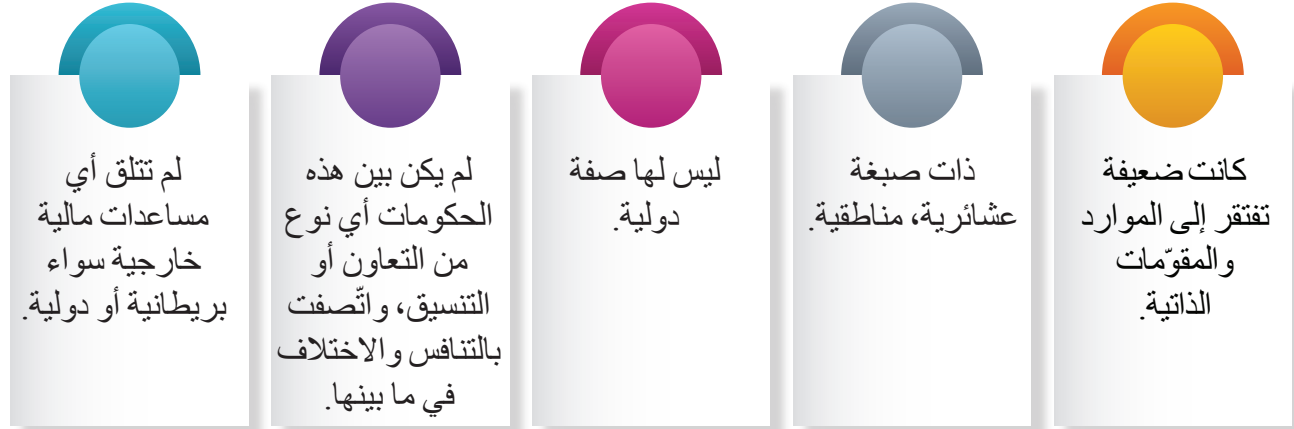 كانت ضعيفة
تفتقر إلى الموارد
والمقوّمات
الذاتية.
ذات صبغة
عشائرية، مناطقية.
ليس لها صفة
دولية.
لم يكن بين هذه
الحكومات أي نوع
من التعاون أو
التنسيق، واتّصفت
بالتنافس والاختلاف
في ما بينها.
لم تتلق أي
مساعدات مالية
خارجية سواء
بريطانية أو دولية.